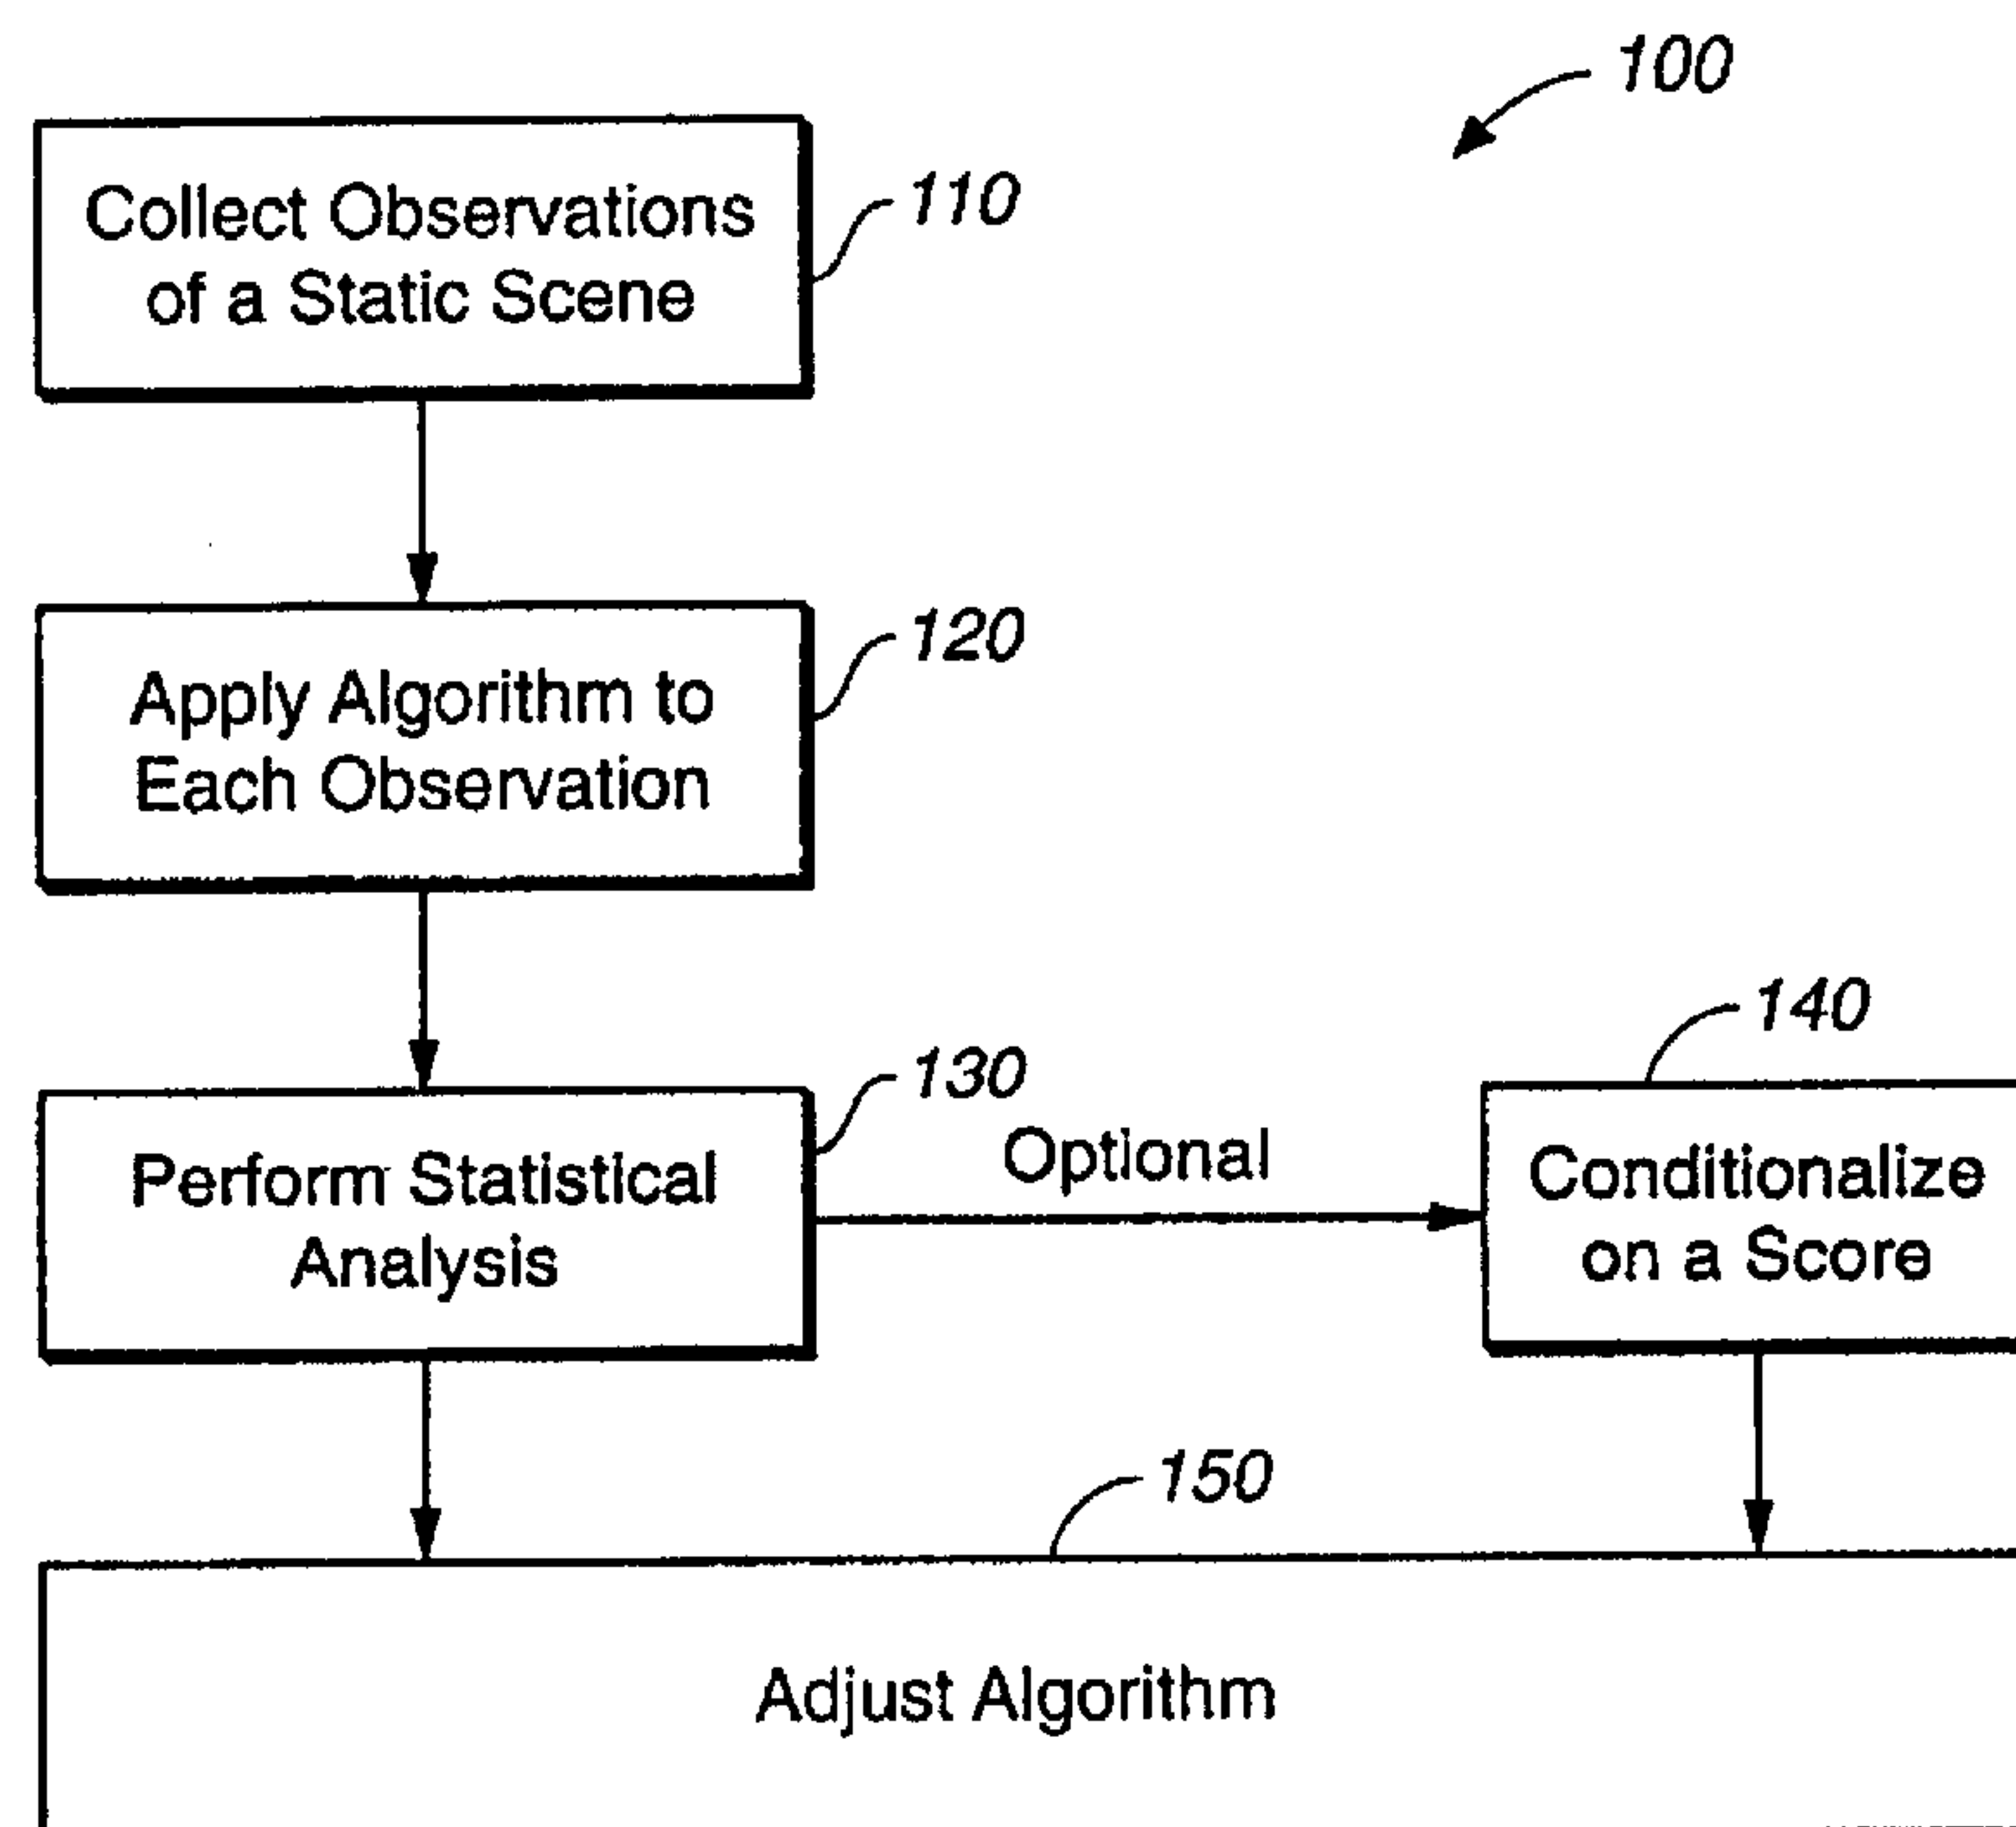 100
Collect Observations
of a Static Scene
110
Apply Algorithm to
Each Observation
120
Perform Statistical
Analysis
130
Optional
140
Conditionalize
on a Score
150
Adjust Algorithm